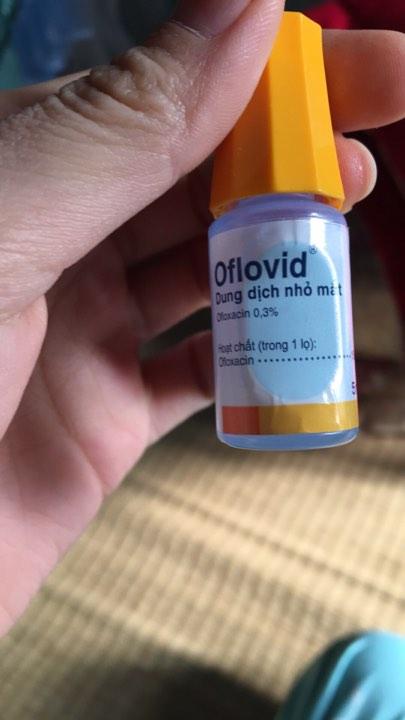 Oflovid®
Dung dịch nhỏ mắt
Ofloxacin 0,3%
Hoạt chất (trong 1 lọ):
Ofloxacin